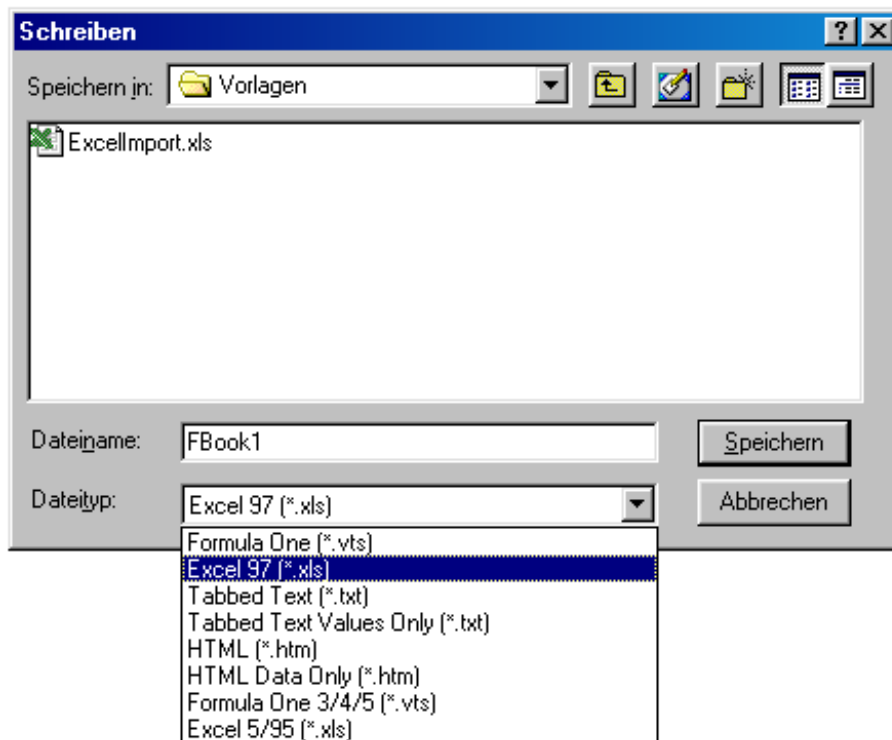 Schreiben
Speichern in: Vorlagen
ExcelImport.xls
Dateiname: FBook1 Speichern
Dateityp: Excel 97 (*.xls) Abbrechen
Formula One (*.vts)
Excel 97 (*.xls)
Tabbed Text (*.txt)
Tabbed Text Values Only (*.txt)
HTML (*.htm)
HTML Data Only (*.htm)
Formula One 3/4/5 (*.vts)
Excel 5/95 (*.xls)